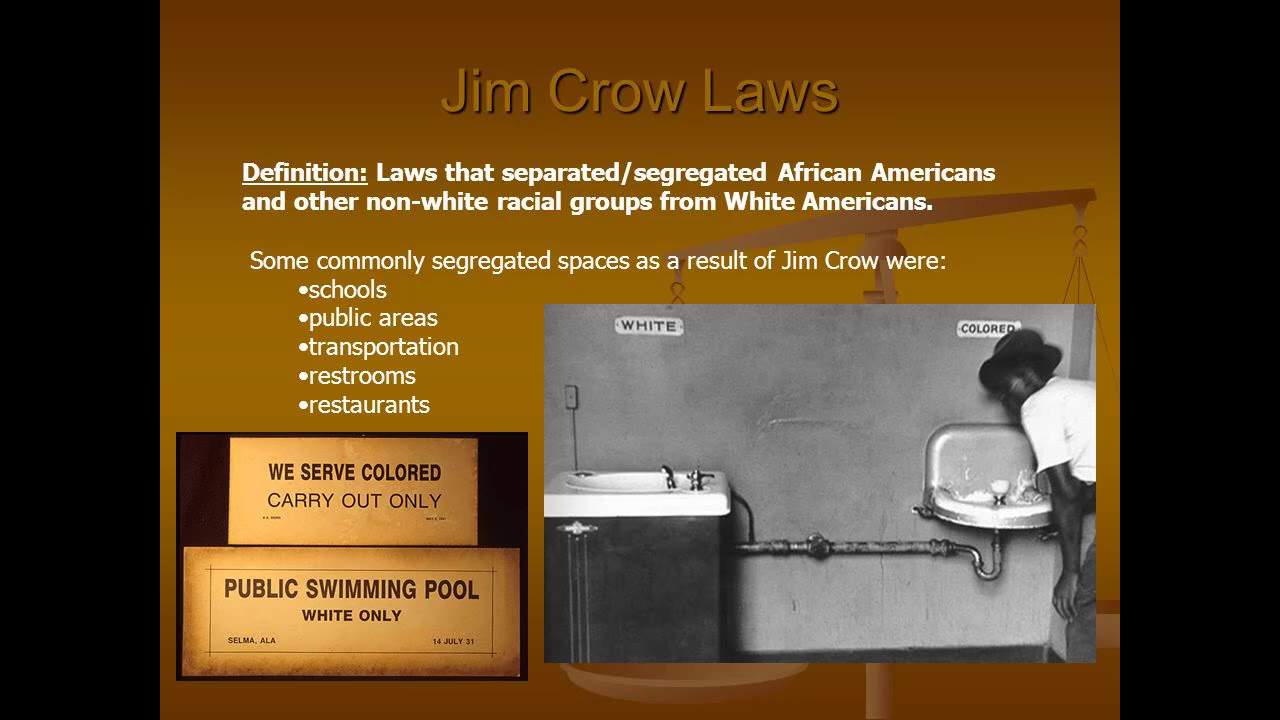 Jim Crow Laws
Definition: Laws that separated/segregated African Americans
and other non-white racial groups from White Americans.
Some commonly segregated spaces as a result of Jim Crow were:
•schools
•public areas
•transportation
•restrooms
•restaurants
WHITE
COLORED
WE SERVE COLORED
CARRY OUT ONLY
PUBLIC SWIMMING POOL
WHITE ONLY
SELMA, ALA 14 JULY 31